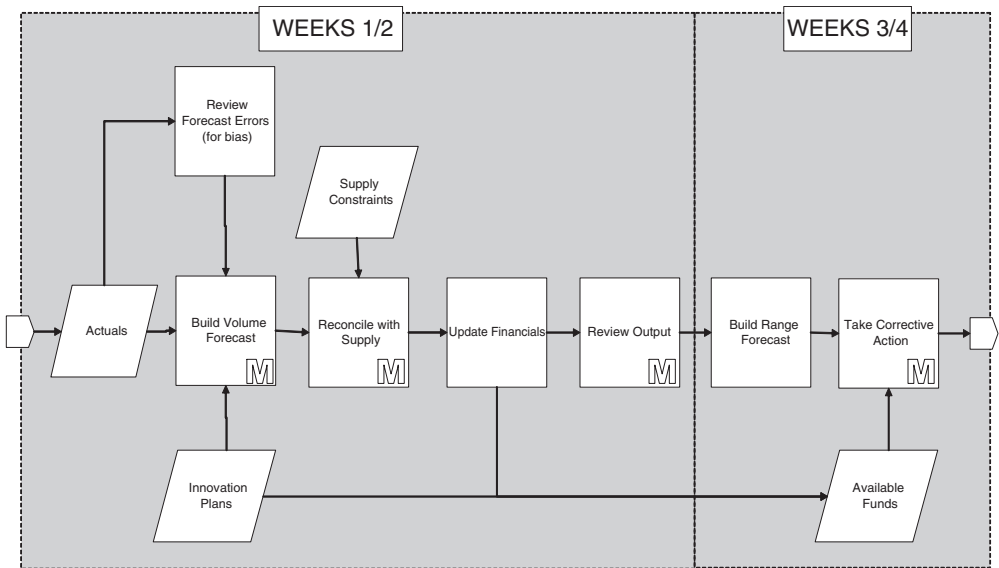 WEEKS 1/2
WEEKS 3/4
Review
Forecast Errors
(for bias)
Supply
Constraints
Actuals
Build Volume
Forecast
M
Reconcile with
Supply
M
Update Financials
Review Output
M
Build Range
Forecast
Take Corrective
Action
M
Innovation
Plans
Available
Funds